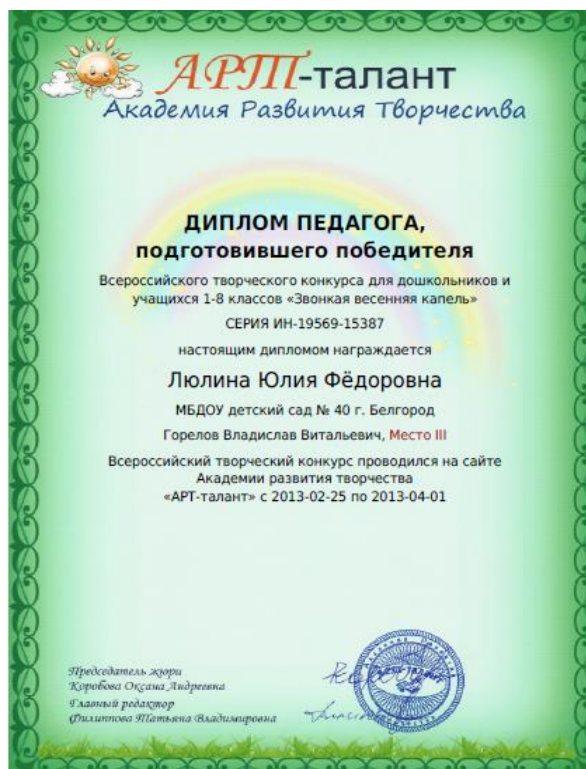 АРТ-талант
Академия Развития Творчества
ДИПЛОМ ПЕДАГОГА,
подготовившего победителя
Всероссийского творческого конкурса для дошкольников и
учащихся 1-8 классов «Звонкая весенняя капель»
СЕРИЯ ИН-19569-15387
настоящим дипломом награждается
Люлина Юлия Фёдоровна
МБДОУ детский сад № 40 г. Белгород
Горелов Владислав Витальевич, Место III
Всероссийский творческий конкурс проводился на сайте
Академии развития творчества
«АРТ-талант» с 2013-02-25 по 2013-04-01
Председатель жюри
Коробова Оксана Андреевна
Главный редактор
Филиппова Татьяна Владимировна